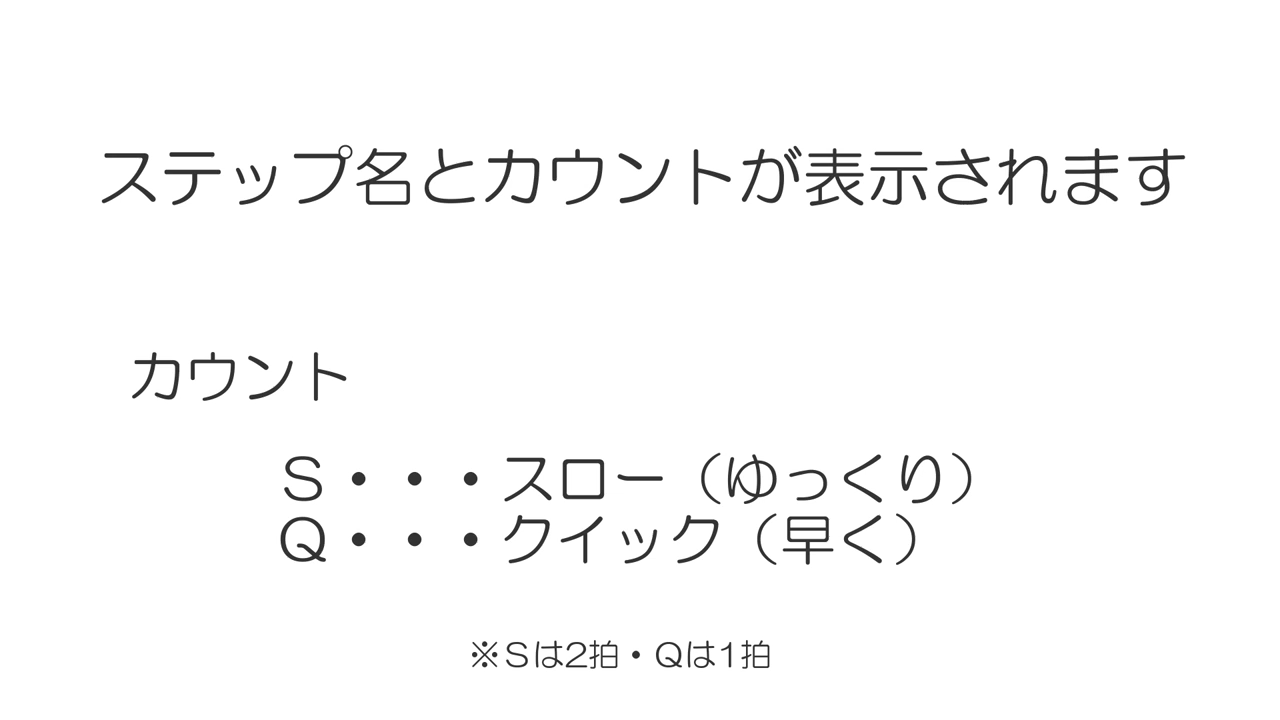 ステップ名とカウントが表示されます
カウント
Ｓ・・・スロー（ゆっくり）
Ｑ・・・クイック（早く）
※Ｓは2拍・Ｑは1拍